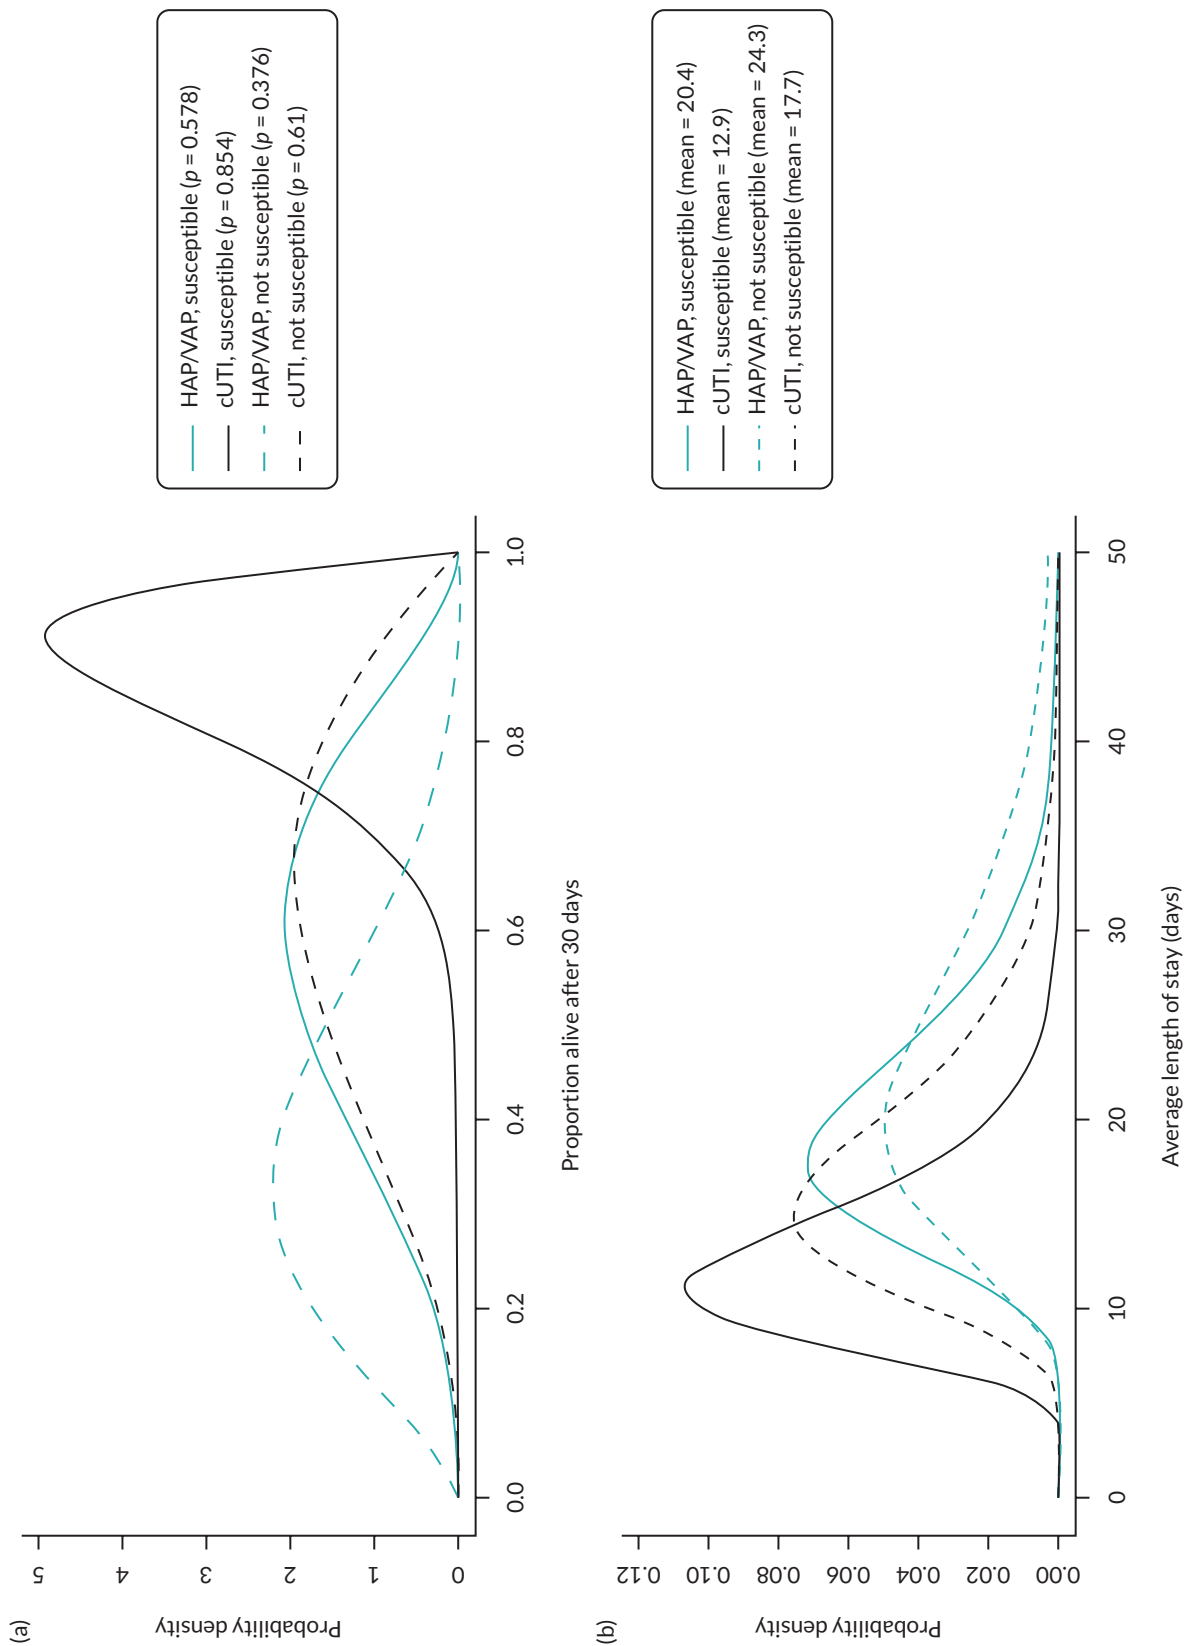 (a)
Probability density
5
4
3
2
1
0
0.0
0.2
0.4
0.6
0.8
1.0
Proportion alive after 30 days
HAP/VAP, susceptible (p = 0.578)
cUTI, susceptible (p = 0.854)
HAP/VAP, not susceptible (p = 0.376)
cUTI, not susceptible (p = 0.61)
(b)
Probability density
0.12
0.10
0.08
0.06
0.04
0.02
0.00
0
10
20
30
40
50
Average length of stay (days)
HAP/VAP, susceptible (mean = 20.4)
cUTI, susceptible (mean = 12.9)
HAP/VAP, not susceptible (mean = 24.3)
cUTI, not susceptible (mean = 17.7)